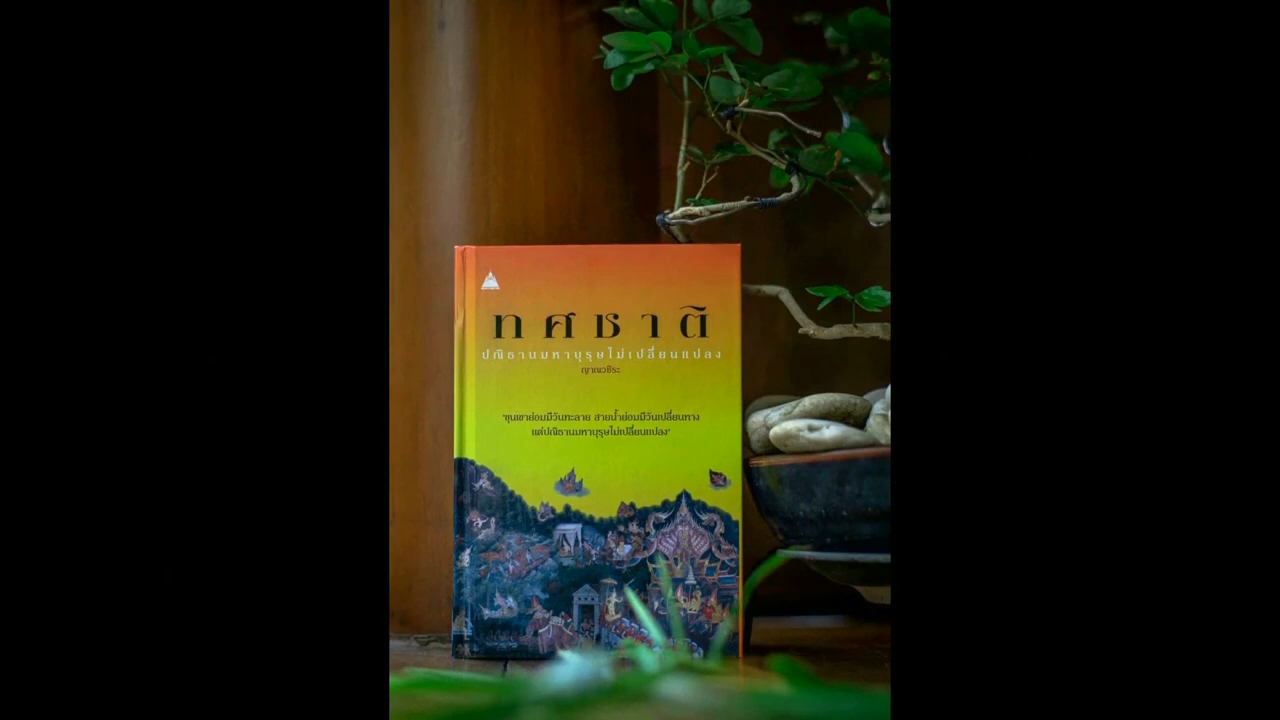 ทศชาติ
ปณิธานมหาบุรุษไม่เปลี่ยนแปลง
ญาณวชิระ
"ขุนเขาย่อมมีวันทะลาย สายน้ำย่อมมีวันเปลี่ยนทาง
แต่ปณิธานมหาบุรุษไม่เปลี่ยนแปลง"